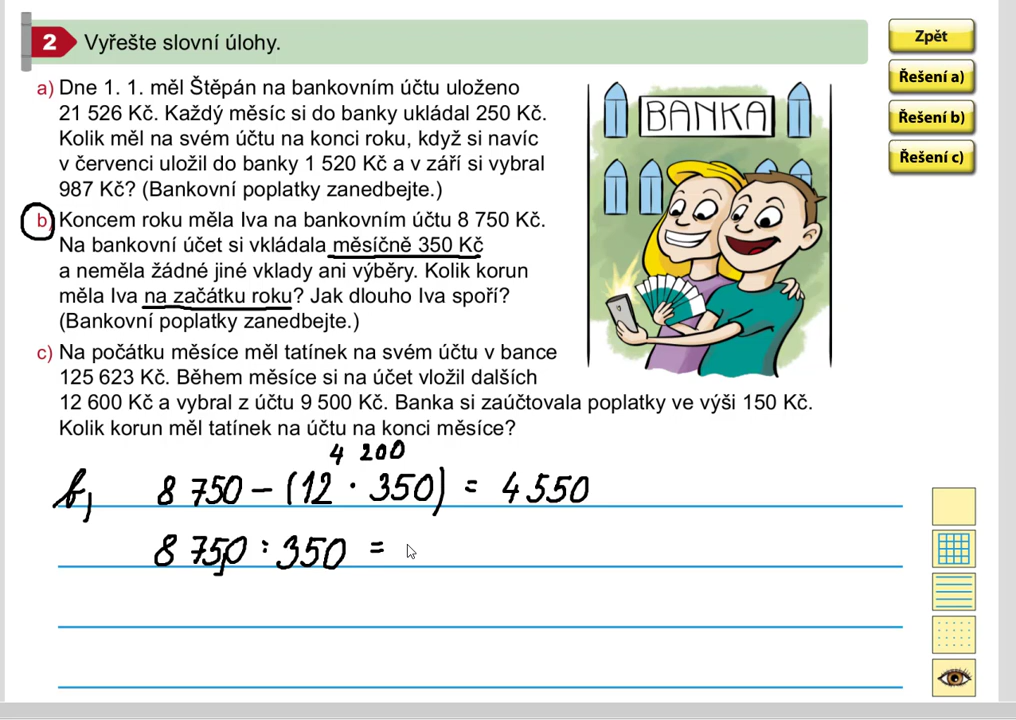 2 Vyřešte slovní úlohy.
Zpět
Řešení a)
Řešení b)
Řešení c)
a) Dne 1. 1. měl Štěpán na bankovním účtu uloženo
21 526 Kč. Každý měsíc si do banky ukládal 250 Kč.
Kolik měl na svém účtu na konci roku, když si navíc
v červenci uložil do banky 1 520 Kč a v září si vybral
987 Kč? (Bankovní poplatky zanedbejte.)
b) Koncem roku měla Iva na bankovním účtu 8 750 Kč.
Na bankovní účet si vkládala měsíčně 350 Kč
a neměla žádné jiné vklady ani výběry. Kolik korun
měla Iva na začátku roku? Jak dlouho Iva spoří?
(Bankovní poplatky zanedbejte.)
c) Na počátku měsíce měl tatínek na svém účtu v bance
125 623 Kč. Během měsíce si na účet vložil dalších
12 600 Kč a vybral z účtu 9 500 Kč. Banka si zaúčtovala poplatky ve výši 150 Kč.
Kolik korun měl tatínek na účtu na konci měsíce?
BANKA
4 200
b) 8 750 - (12 · 350) = 4 550
8 750 : 350 =